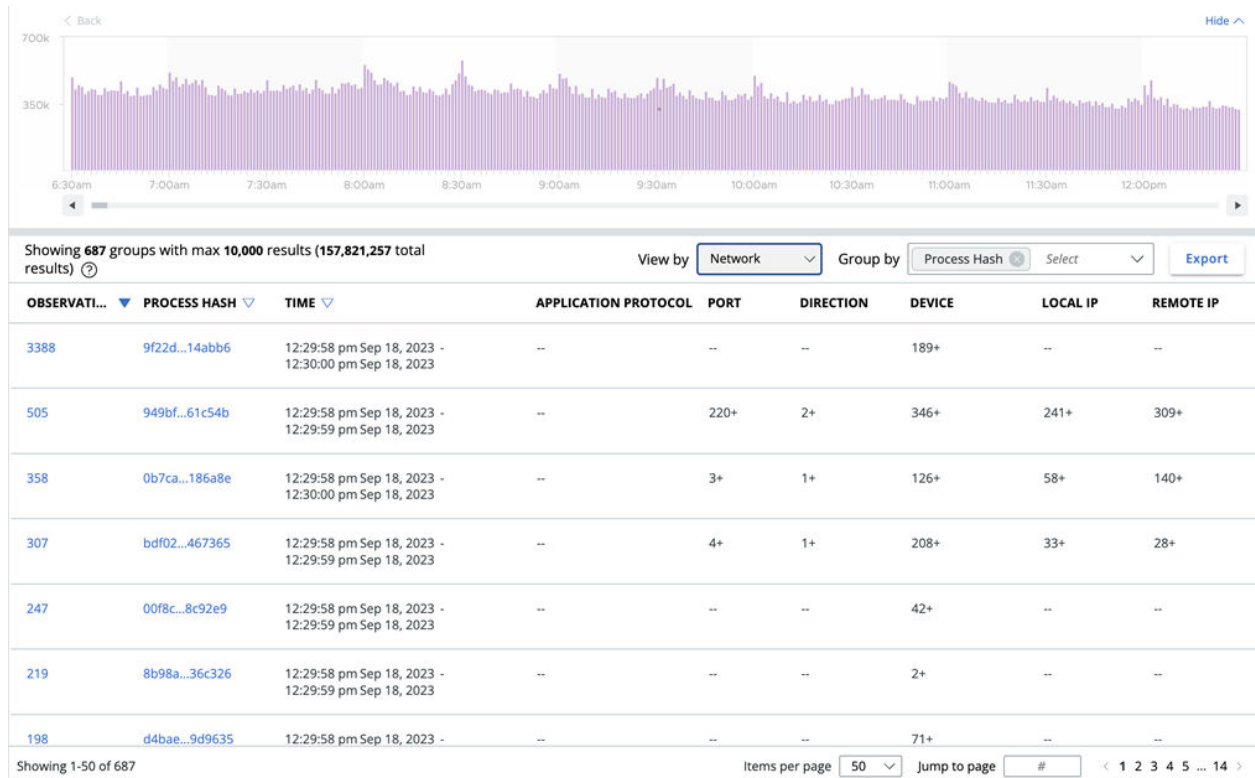 < Back
Hide
700k
350k
6:30am 7:00am 7:30am 8:00am 8:30am 9:00am 9:30am 10:00am 10:30am 11:00am 11:30am 12:00pm
Showing 687 groups with max 10,000 results (157,821,257 total
results) ?
View by Network Group by Process Hash Select Export
OBSERVATI... PROCESS HASH TIME APPLICATION PROTOCOL PORT DIRECTION DEVICE LOCAL IP REMOTE IP
3388 9f22d...14abb6 12:29:58 pm Sep 18, 2023 - -- -- -- 189+ -- --
12:30:00 pm Sep 18, 2023
505 949bf...61c54b 12:29:58 pm Sep 18, 2023 - -- 220+ 2+ 346+ 241+ 309+
12:29:59 pm Sep 18, 2023
358 0b7ca...186a8e 12:29:58 pm Sep 18, 2023 - -- 3+ 1+ 126+ 58+ 140+
12:30:00 pm Sep 18, 2023
307 bdf02...467365 12:29:58 pm Sep 18, 2023 - -- 4+ 1+ 208+ 33+ 28+
12:29:59 pm Sep 18, 2023
247 00f8c...8c92e9 12:29:58 pm Sep 18, 2023 - -- -- -- 42+ -- --
12:29:59 pm Sep 18, 2023
219 8b98a...36c326 12:29:58 pm Sep 18, 2023 - -- -- -- 2+ -- --
12:29:59 pm Sep 18, 2023
198 d4bae...9d9635 12:29:58 pm Sep 18, 2023 - -- -- -- 71+ -- --
Showing 1-50 of 687 Items per page 50 Jump to page # < 1 2 3 4 5 ... 14 >